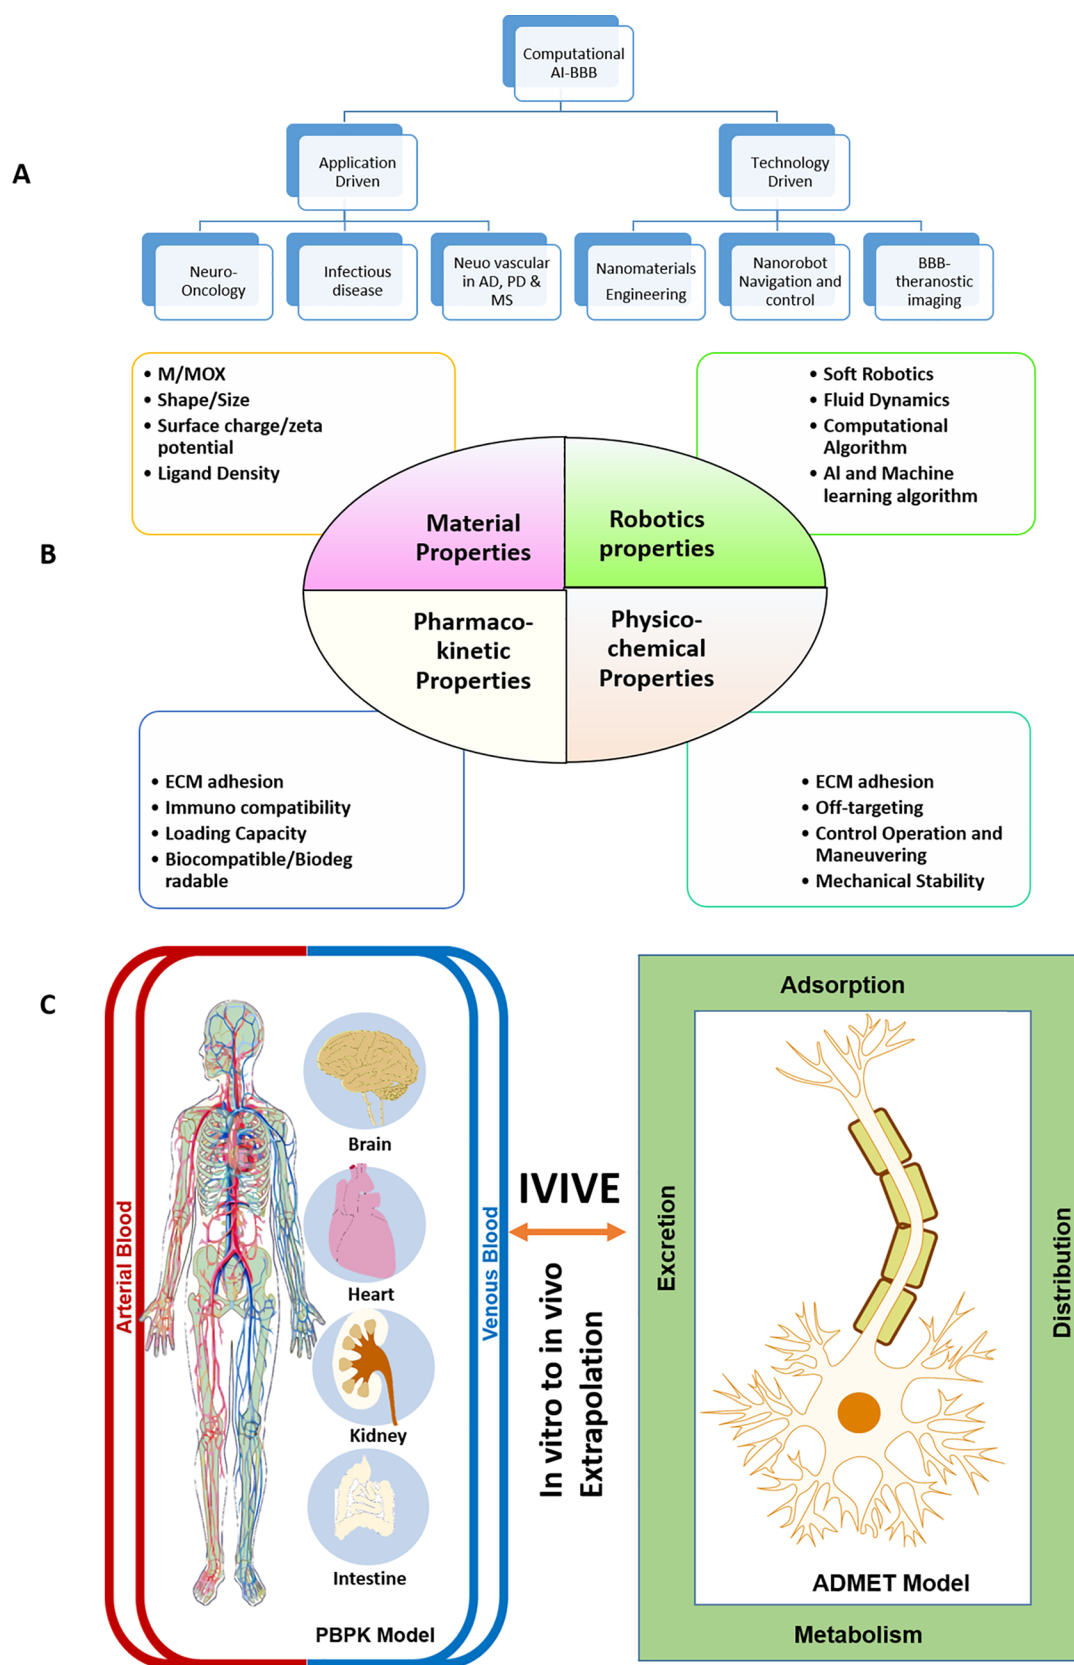 Computational
AI-BBB
A
Application
Driven
Technology
Driven
Neuro-
Oncology
Infectious
disease
Neuo vascular
in AD, PD &
MS
Nanomaterials
Engineering
Nanorobot
Navigation and
control
BBB-
theranostic
imaging
B
• M/MOX
• Shape/Size
• Surface charge/zeta
potential
• Ligand Density
• Soft Robotics
• Fluid Dynamics
• Computational
Algorithm
• AI and Machine
learning algorithm
Material
Properties
Robotics
properties
Pharmaco-
kinetic
Properties
Physico-
chemical
Properties
• ECM adhesion
• Immuno compatibility
• Loading Capacity
• Biocompatible/Biodeg
radable
• ECM adhesion
• Off-targeting
• Control Operation and
Maneuvering
• Mechanical Stability
C
Arterial Blood
Brain
Heart
Kidney
Intestine
PBPK Model
Venous Blood
IVIVE
In vitro to in vivo
Extrapolation
Adsorption
Excretion
Distribution
ADMET Model
Metabolism